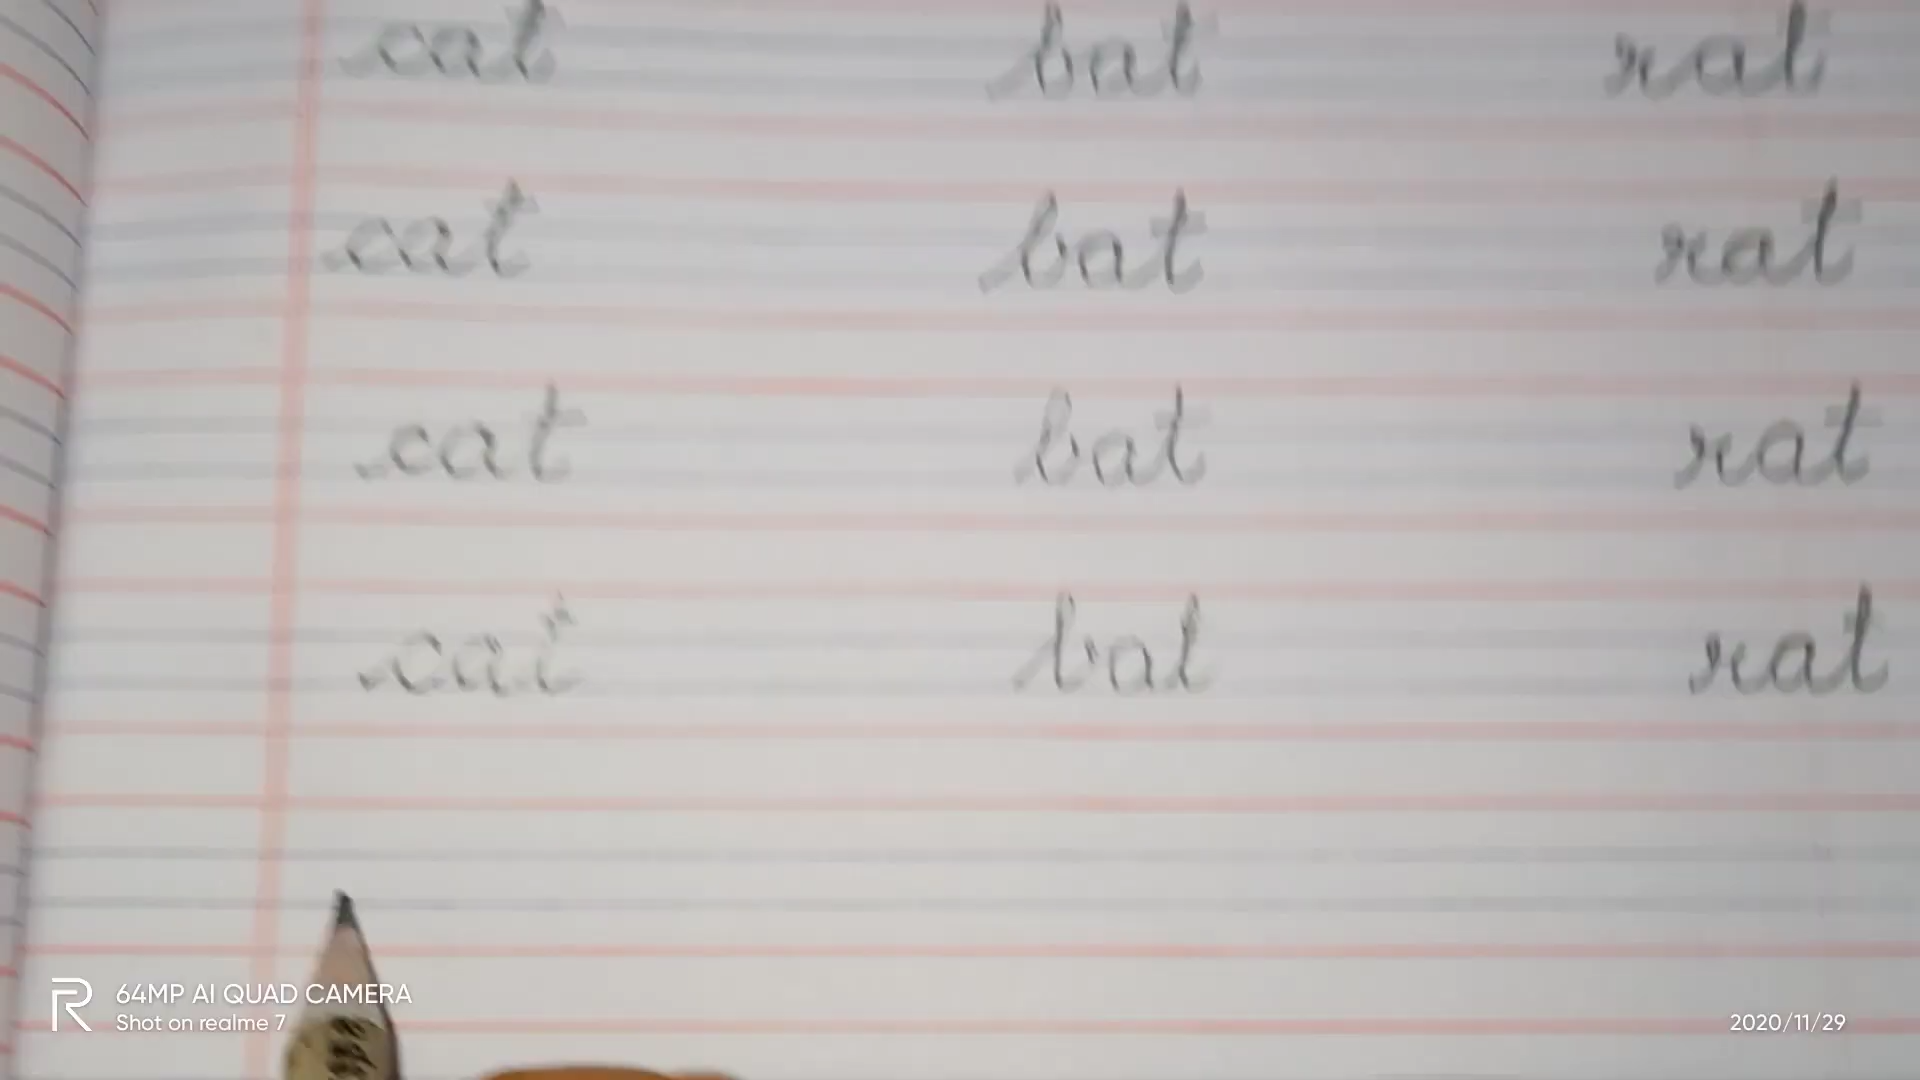 cat bat rat
cat bat rat
cat bat rat
cat bat rat
64MP AI QUAD CAMERA
Shot on realme 7
2020/11/29